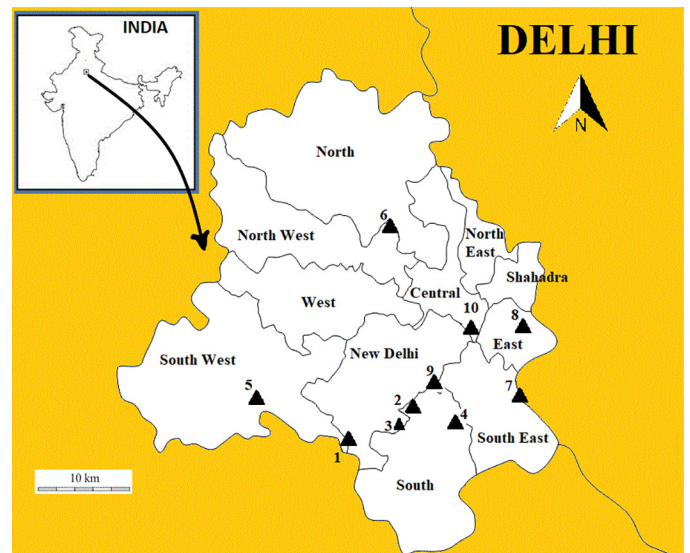 INDIA
DELHI
N
North
6
North West
North
East
Shahadra
Central
West
10
8
East
New Delhi
South West
9
5
2
7
3
4
South East
1
10 km
South